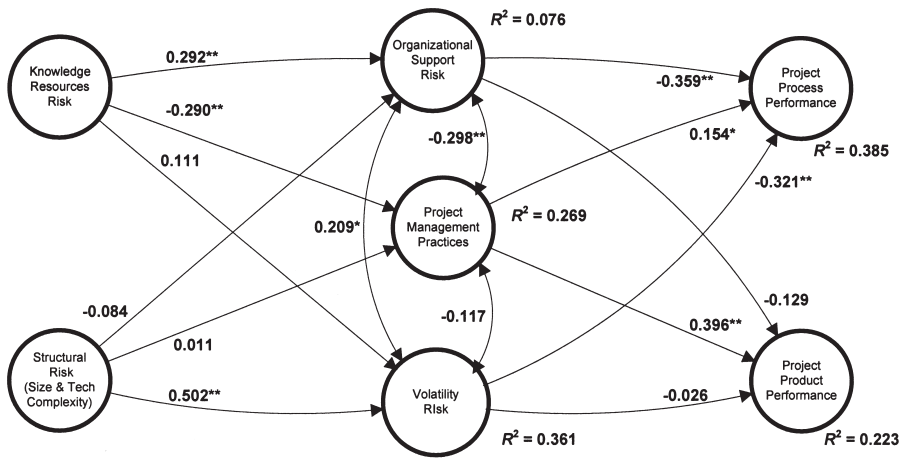 R² = 0.076
Organizational
Support
Risk
0.292**
Knowledge
Resources
Risk
-0.359**
Project
Process
Performance
-0.290**
-0.298**
0.154*
R² = 0.385
0.111
-0.321**
Project
Management
Practices
R² = 0.269
0.209*
-0.084
-0.117
-0.129
0.011
0.396**
Structural
Risk
(Size & Tech
Complexity)
Project
Product
Performance
0.502**
Volatility
RIsk
-0.026
R² = 0.361
R² = 0.223